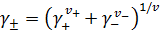 γ± = (γ₊^ν₊ + γ₋^ν₋)^1/ν